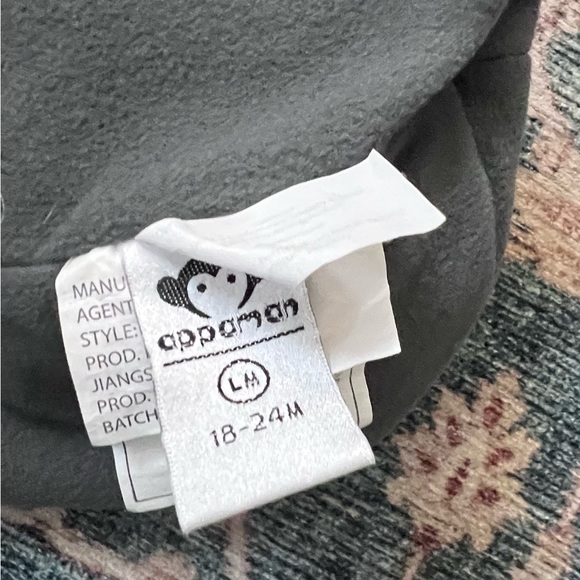 MANU
AGENT
STYLE:
PROD.
JIANGS
PROD.
BATCH
appaman
LM
18-24M